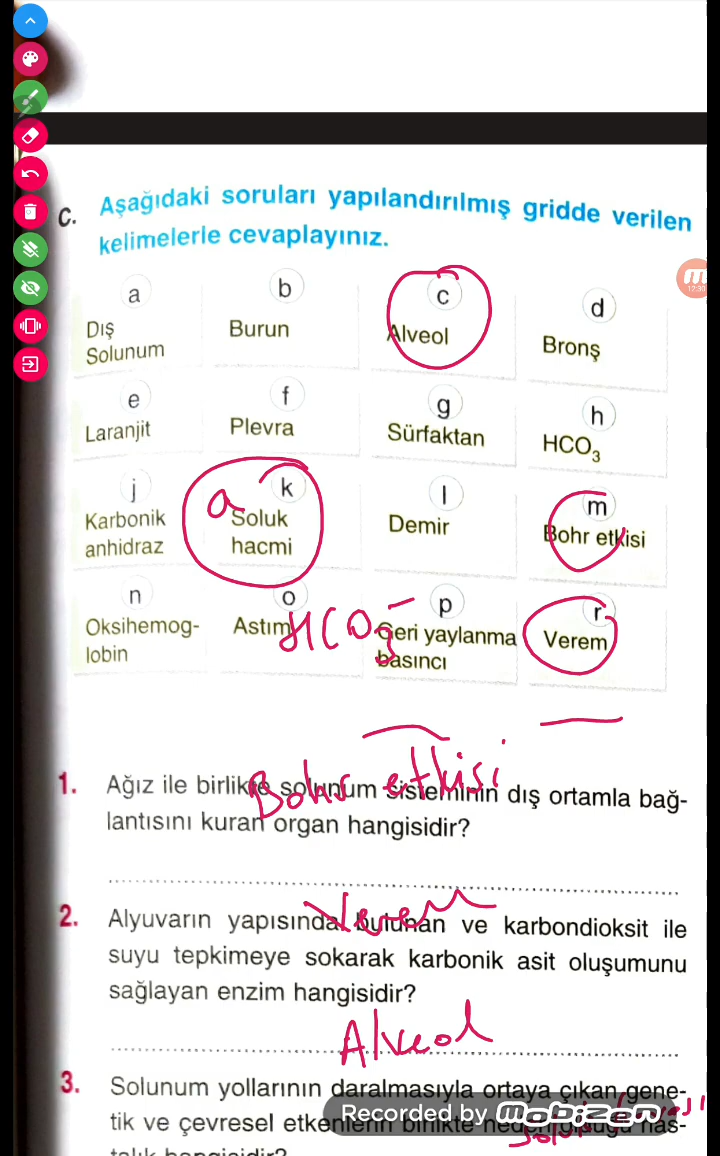 C. Aşağıdaki soruları yapılandırılmış gridde verilen
kelimelerle cevaplayınız.
a
Dış
Solunum
b
Burun
c
Alveol
d
Bronş
e
Laranjit
f
Plevra
g
Sürfaktan
h
HCO3
j
Karbonik
anhidraz
k
a
Soluk
hacmi
l
Demir
m
Bohr etkisi
n
Oksihemog-
lobin
o
Astım
HCO3-
p
Geri yaylanma
basıncı
r
Verem
1. Ağız ile birlikte solunum sisteminin dış ortamla bağ-
Bohr etkisi
lantısını kuran organ hangisidir?
Verem
2. Alyuvarın yapısında bulunan ve karbondioksit ile
suyu tepkimeye sokarak karbonik asit oluşumunu
sağlayan enzim hangisidir?
Alveol
3. Solunum yollarının daralmasıyla ortaya çıkan gene-
tik ve çevresel etkenlerin birlikte neden olduğu has-
talık hangisidir?
Recorded by mobizen
12:30